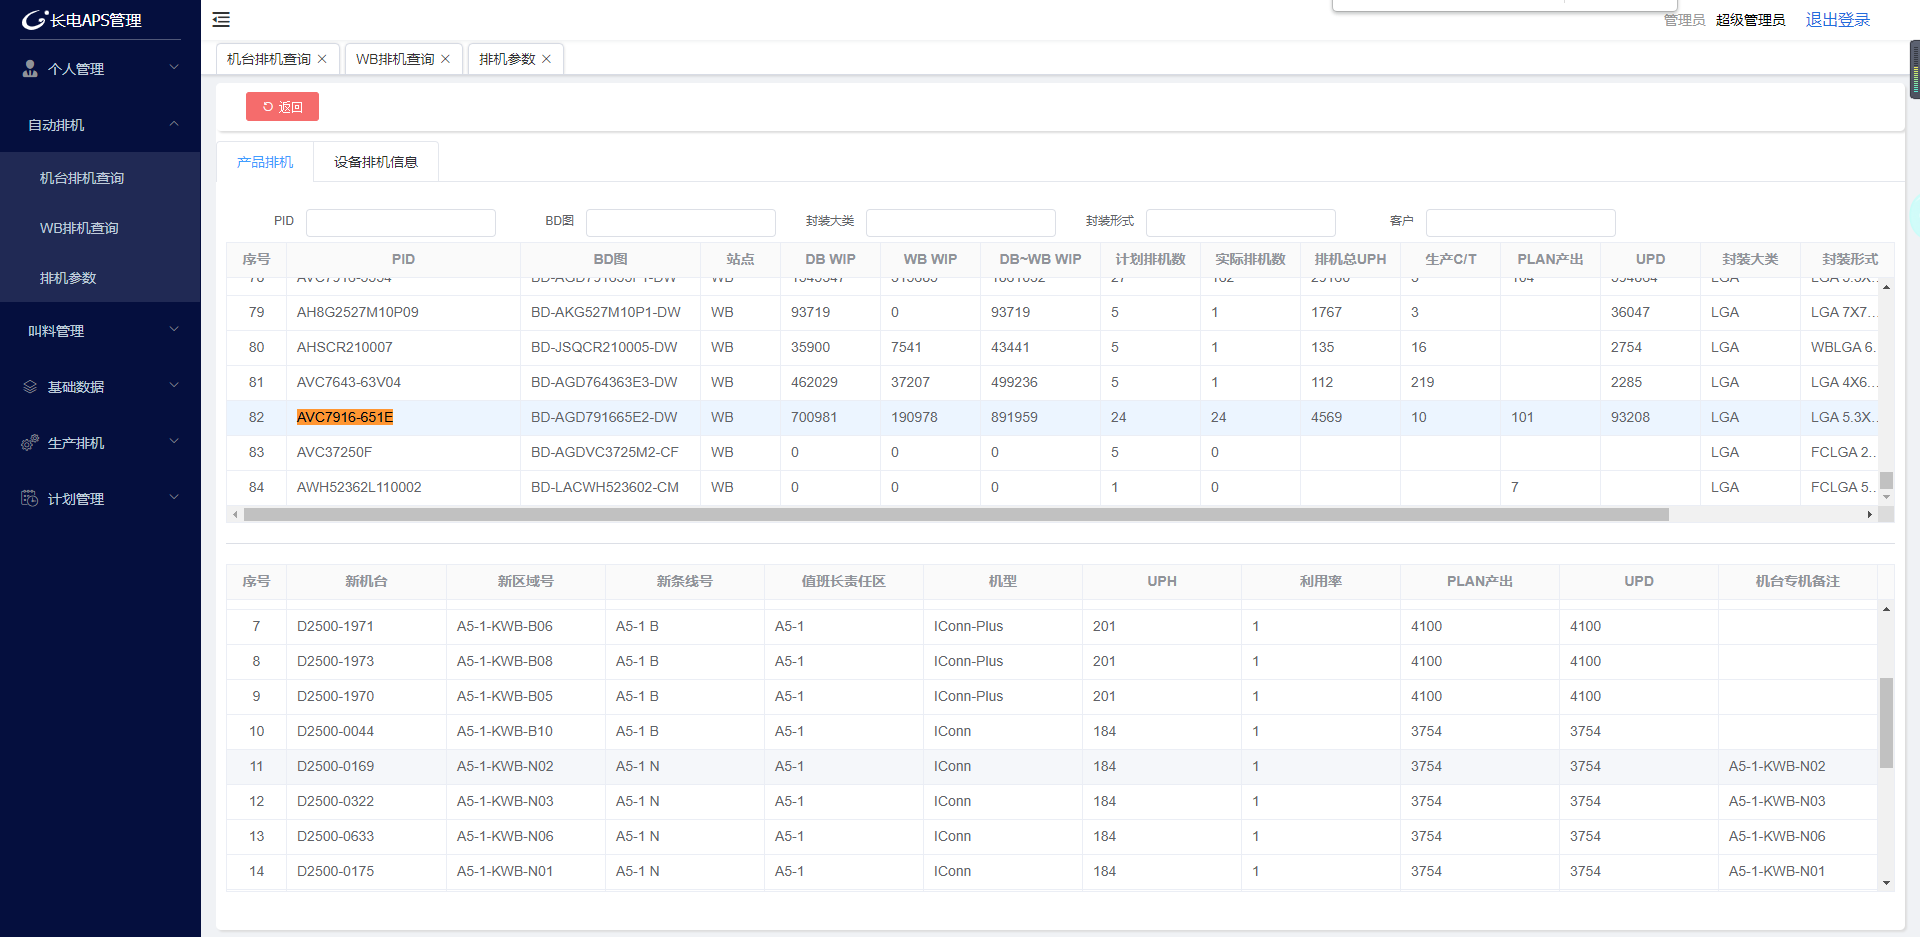 长电APS管理
管理员 超级管理员 退出登录
个人管理
自动排机
机台排机查询
WB排机查询
排机参数
叫料管理
基础数据
生产排机
计划管理
机台排机查询 × WB排机查询 × 排机参数 ×
返回
产品排机 设备排机信息
PID BD图 封装大类 封装形式 客户
序号 PID BD图 站点 DB WIP WB WIP DB~WB WIP 计划排机数 实际排机数 排机总UPH 生产C/T PLAN产出 UPD 封装大类 封装形式
79 AH8G2527M10P09 BD-AKG527M10P1-DW WB 93719 0 93719 5 1 1767 3 36047 LGA LGA 7X7...
80 AHSCR210007 BD-JSQCR210005-DW WB 35900 7541 43441 5 1 135 16 2754 LGA WBLGA 6.
81 AVC7643-63V04 BD-AGD764363E3-DW WB 462029 37207 499236 5 1 112 219 2285 LGA LGA 4X6...
82 AVC7916-651E BD-AGD791665E2-DW WB 700981 190978 891959 24 24 4569 10 101 93208 LGA LGA 5.3X..
83 AVC37250F BD-AGDVC3725M2-CF WB 0 0 0 5 0 LGA FCLGA 2..
84 AWH52362L110002 BD-LACWH523602-CM WB 0 0 0 1 0 7 LGA FCLGA 5..
序号 新机台 新区域号 新条线号 值班长责任区 机型 UPH 利用率 PLAN产出 UPD 机台专机备注
7 D2500-1971 A5-1-KWB-B06 A5-1 B A5-1 IConn-Plus 201 1 4100 4100
8 D2500-1973 A5-1-KWB-B08 A5-1 B A5-1 IConn-Plus 201 1 4100 4100
9 D2500-1970 A5-1-KWB-B05 A5-1 B A5-1 IConn-Plus 201 1 4100 4100
10 D2500-0044 A5-1-KWB-B10 A5-1 B A5-1 IConn 184 1 3754 3754
11 D2500-0169 A5-1-KWB-N02 A5-1 N A5-1 IConn 184 1 3754 3754 A5-1-KWB-N02
12 D2500-0322 A5-1-KWB-N03 A5-1 N A5-1 IConn 184 1 3754 3754 A5-1-KWB-N03
13 D2500-0633 A5-1-KWB-N06 A5-1 N A5-1 IConn 184 1 3754 3754 A5-1-KWB-N06
14 D2500-0175 A5-1-KWB-N01 A5-1 N A5-1 IConn 184 1 3754 3754 A5-1-KWB-N01